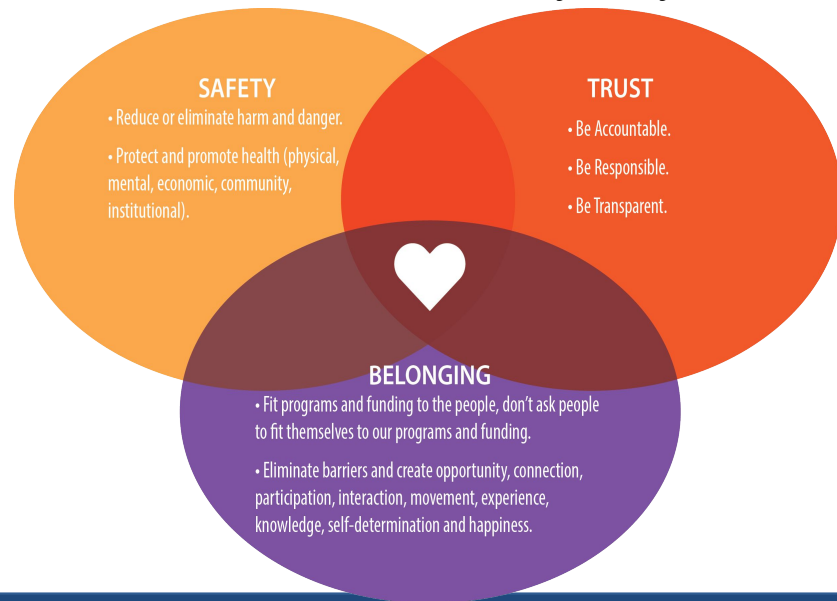 SAFETY
• Reduce or eliminate harm and danger.
• Protect and promote health (physical,
mental, economic, community,
institutional).
TRUST
• Be Accountable.
• Be Responsible.
• Be Transparent.
BELONGING
• Fit programs and funding to the people, don’t ask people
to fit themselves to our programs and funding.
• Eliminate barriers and create opportunity, connection,
participation, interaction, movement, experience,
knowledge, self-determination and happiness.